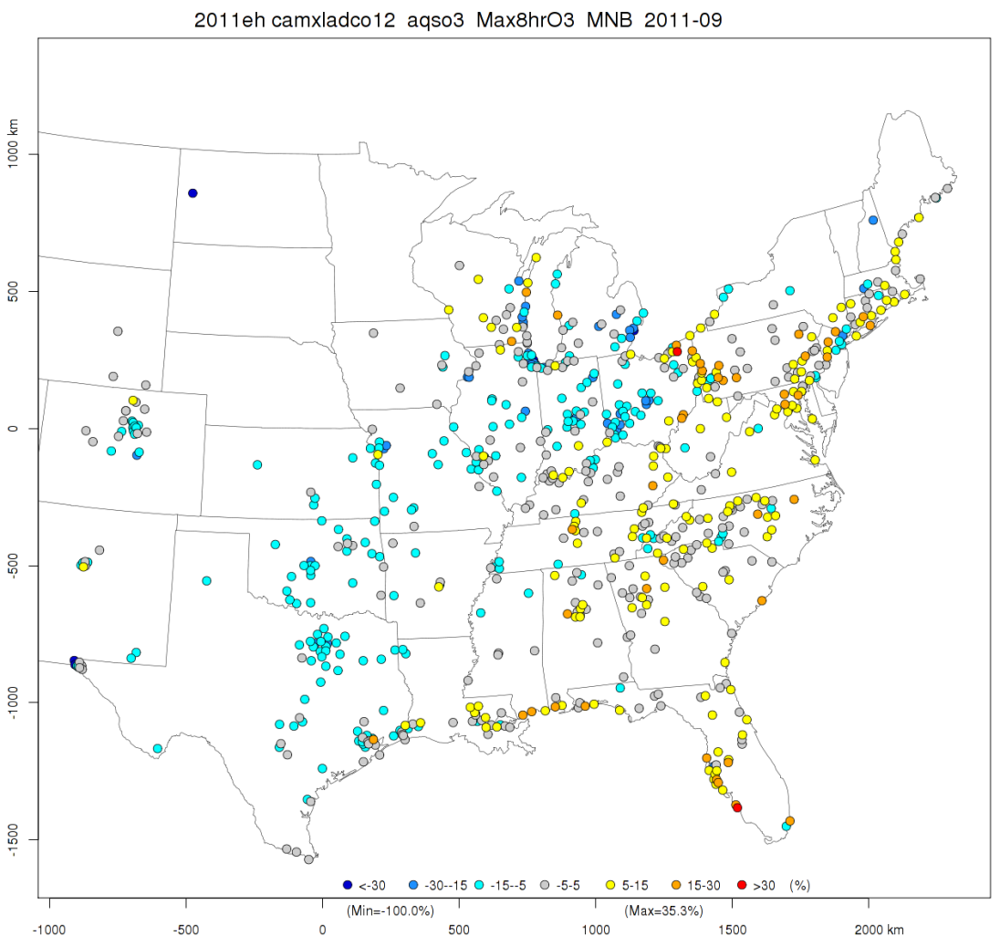 2011eh camxladco12 aqso3 Max8hrO3 MNB 2011-09
1000 km
500
0
-500
-1000
-1500
<-30 -30--15 -15--5 -5-5 5-15 15-30 >30 (%)
(Min=-100.0%) (Max=35.3%)
-1000 -500 0 500 1000 1500 2000 km